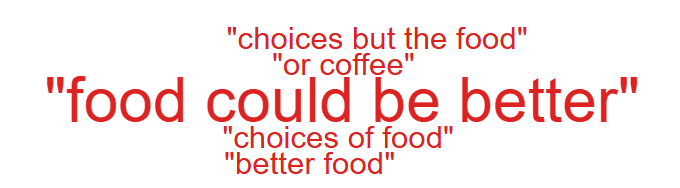 "choices but the food"
"or coffee"
"food could be better"
"choices of food"
"better food"